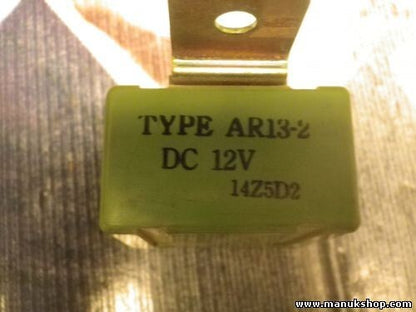 TYPE AR13-2
DC 12V
14Z5D2
www.manukshop.com